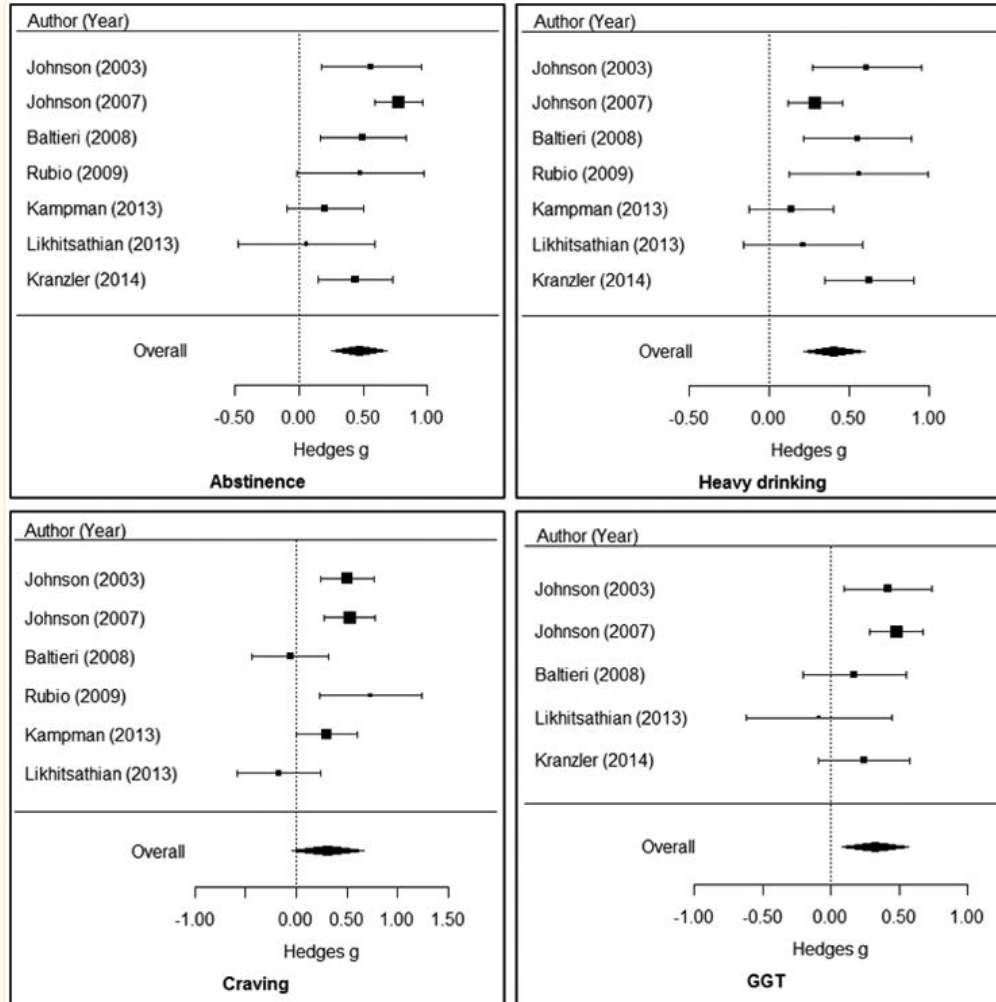 Author (Year)
Johnson (2003)
Johnson (2007)
Baltieri (2008)
Rubio (2009)
Kampman (2013)
Likhitsathian (2013)
Kranzler (2014)
Overall
-0.50 0.00 0.50 1.00
Hedges g
Abstinence
Author (Year)
Johnson (2003)
Johnson (2007)
Baltieri (2008)
Rubio (2009)
Kampman (2013)
Likhitsathian (2013)
Kranzler (2014)
Overall
-0.50 0.00 0.50 1.00
Hedges g
Heavy drinking
Author (Year)
Johnson (2003)
Johnson (2007)
Baltieri (2008)
Rubio (2009)
Kampman (2013)
Likhitsathian (2013)
Overall
-1.00 0.00 0.50 1.00 1.50
Hedges g
Craving
Author (Year)
Johnson (2003)
Johnson (2007)
Baltieri (2008)
Likhitsathian (2013)
Kranzler (2014)
Overall
-1.00 -0.50 0.00 0.50 1.00
Hedges g
GGT